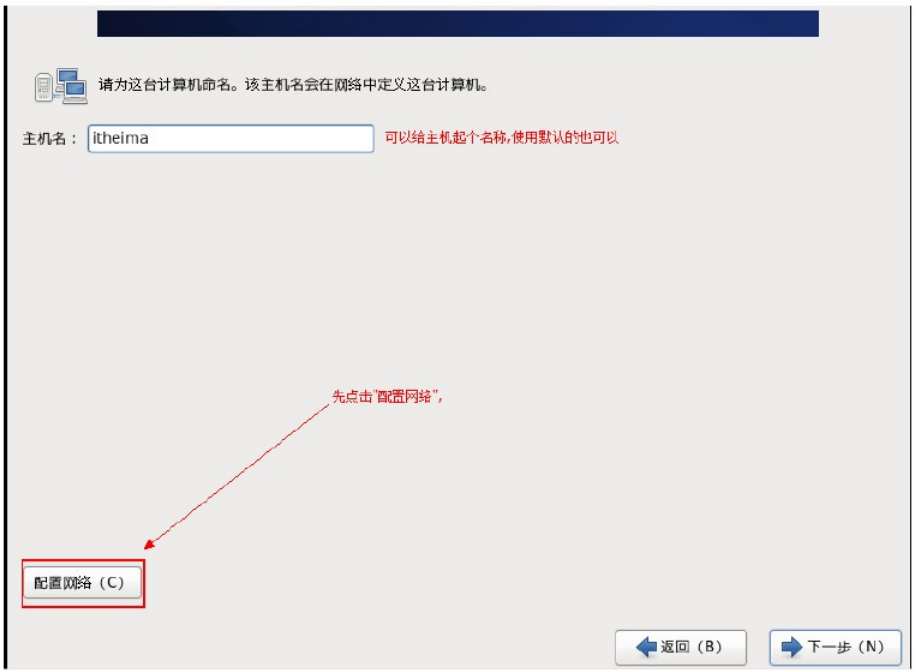 请为这台计算机命名。该主机名会在网络中定义这台计算机。
主机名： itheima 可以给主机起个名称,使用默认的也可以
先点击"配置网络",
配置网络（C）
返回（B） 下一步（N）